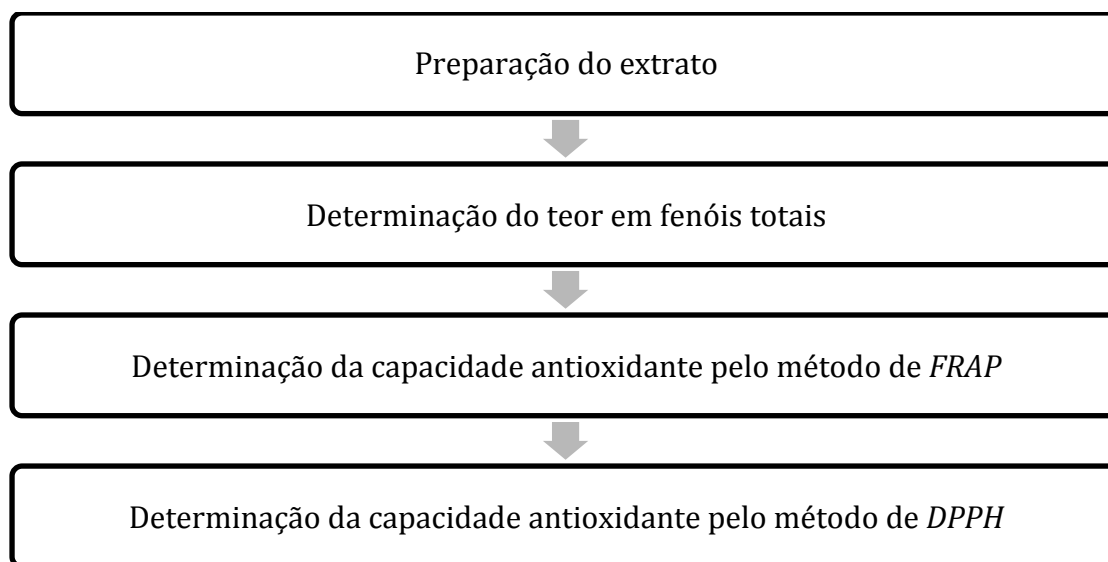 Preparação do extrato
Determinação do teor em fenóis totais
Determinação da capacidade antioxidante pelo método de FRAP
Determinação da capacidade antioxidante pelo método de DPPH